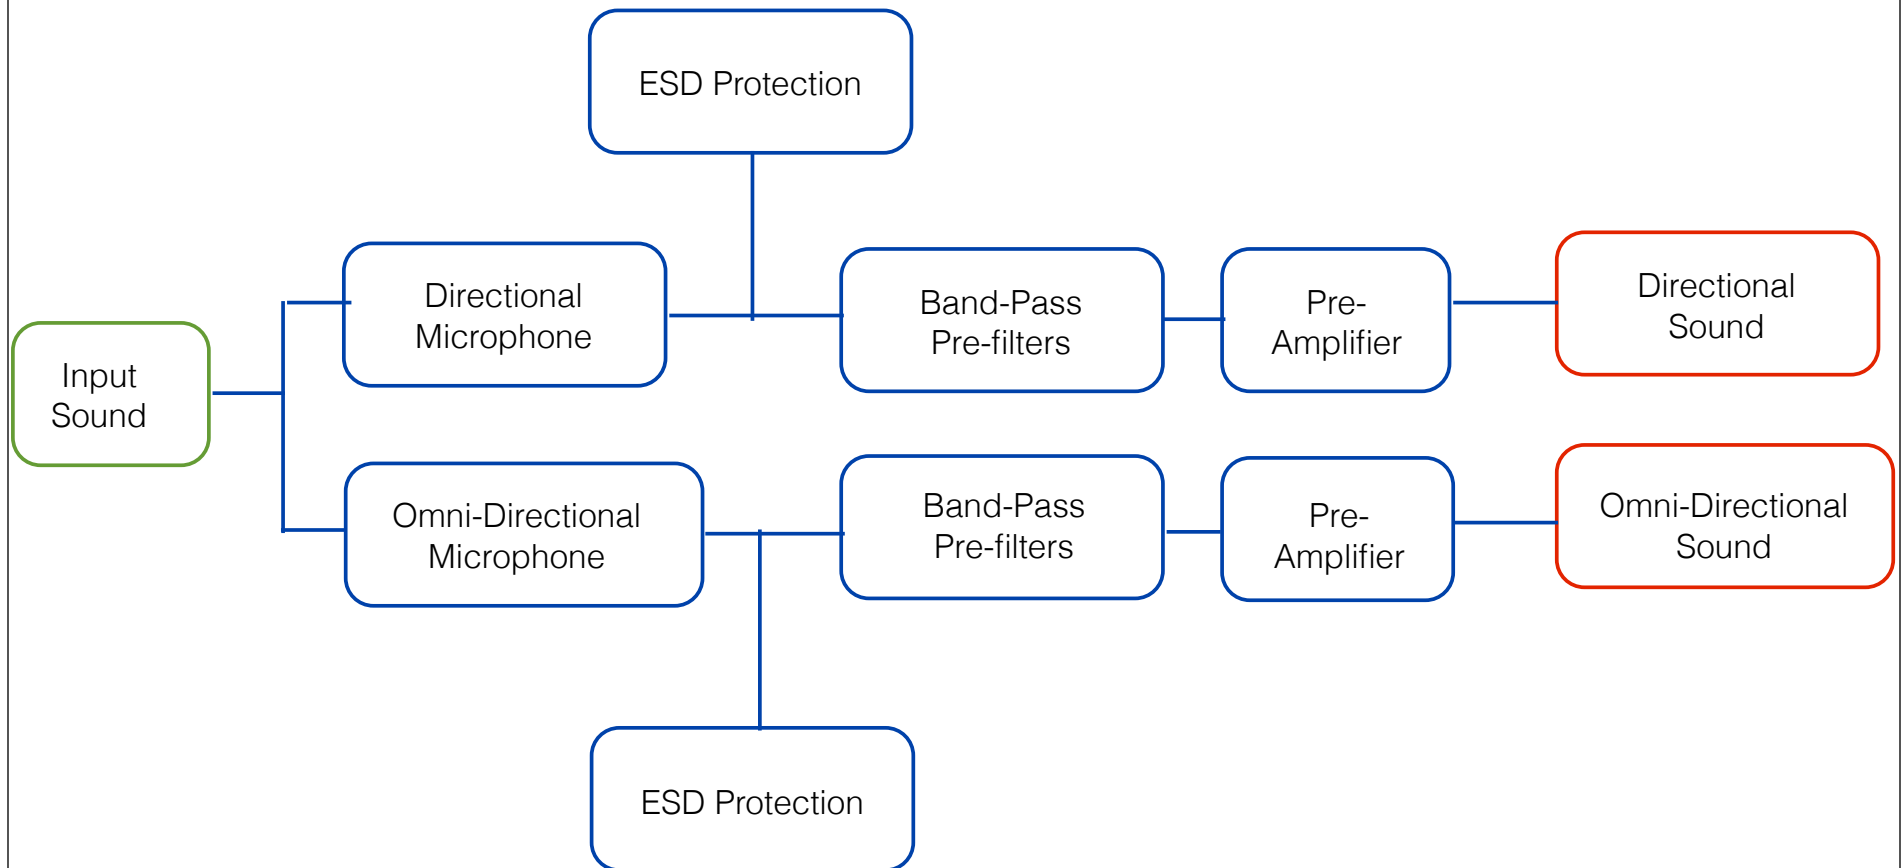 ESD Protection
Directional
Microphone
Band-Pass
Pre-filters
Pre-
Amplifier
Directional
Sound
Input
Sound
Omni-Directional
Microphone
Band-Pass
Pre-filters
Pre-
Amplifier
Omni-Directional
Sound
ESD Protection